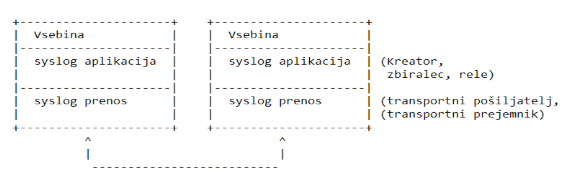 Vsebina Vsebina
syslog aplikacija syslog aplikacija (Kreator,
zbiralec, rele)
syslog prenos syslog prenos (transportni pošiljatelj,
(transportni prejemnik)